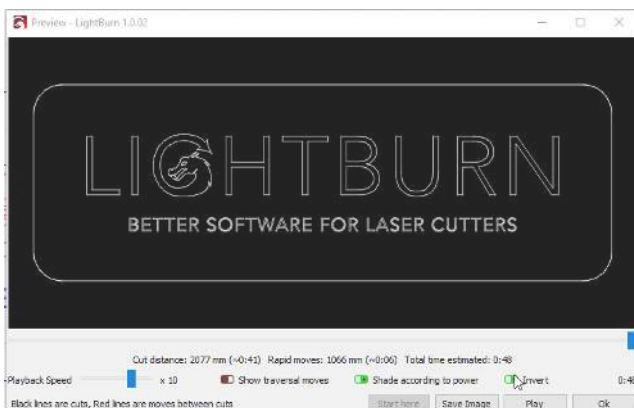 Preview - LightBurn 1.0.02
LIGHTBURN
BETTER SOFTWARE FOR LASER CUTTERS
Cut distance: 2077 mm (~0:41) Rapid moves: 1066 mm (~0:06) Total time estimated: 0:48
Playback Speed x 10 Show traversal moves Shade according to power Invert 0:48
Black lines are cuts, Red lines are moves between cuts Start here Save Image Play Ok